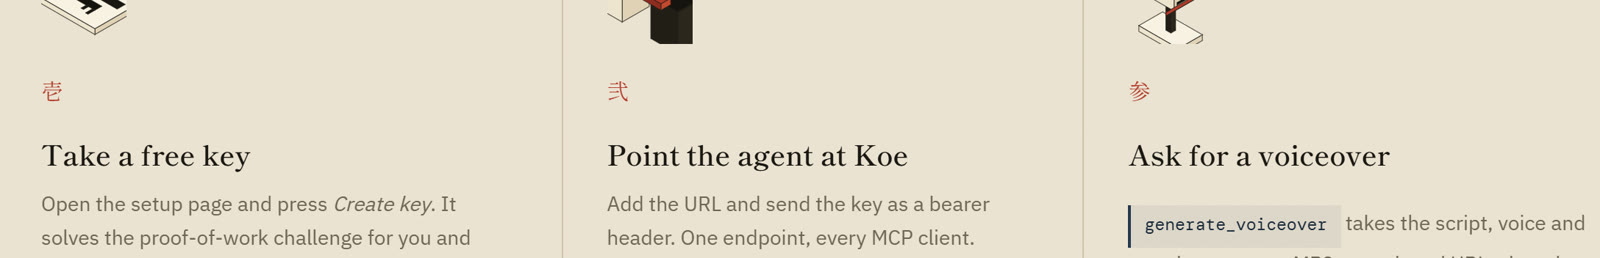 壱
Take a free key
Open the setup page and press Create key. It
solves the proof-of-work challenge for you and
弐
Point the agent at Koe
Add the URL and send the key as a bearer
header. One endpoint, every MCP client.
参
Ask for a voiceover
generate_voiceover takes the script, voice and